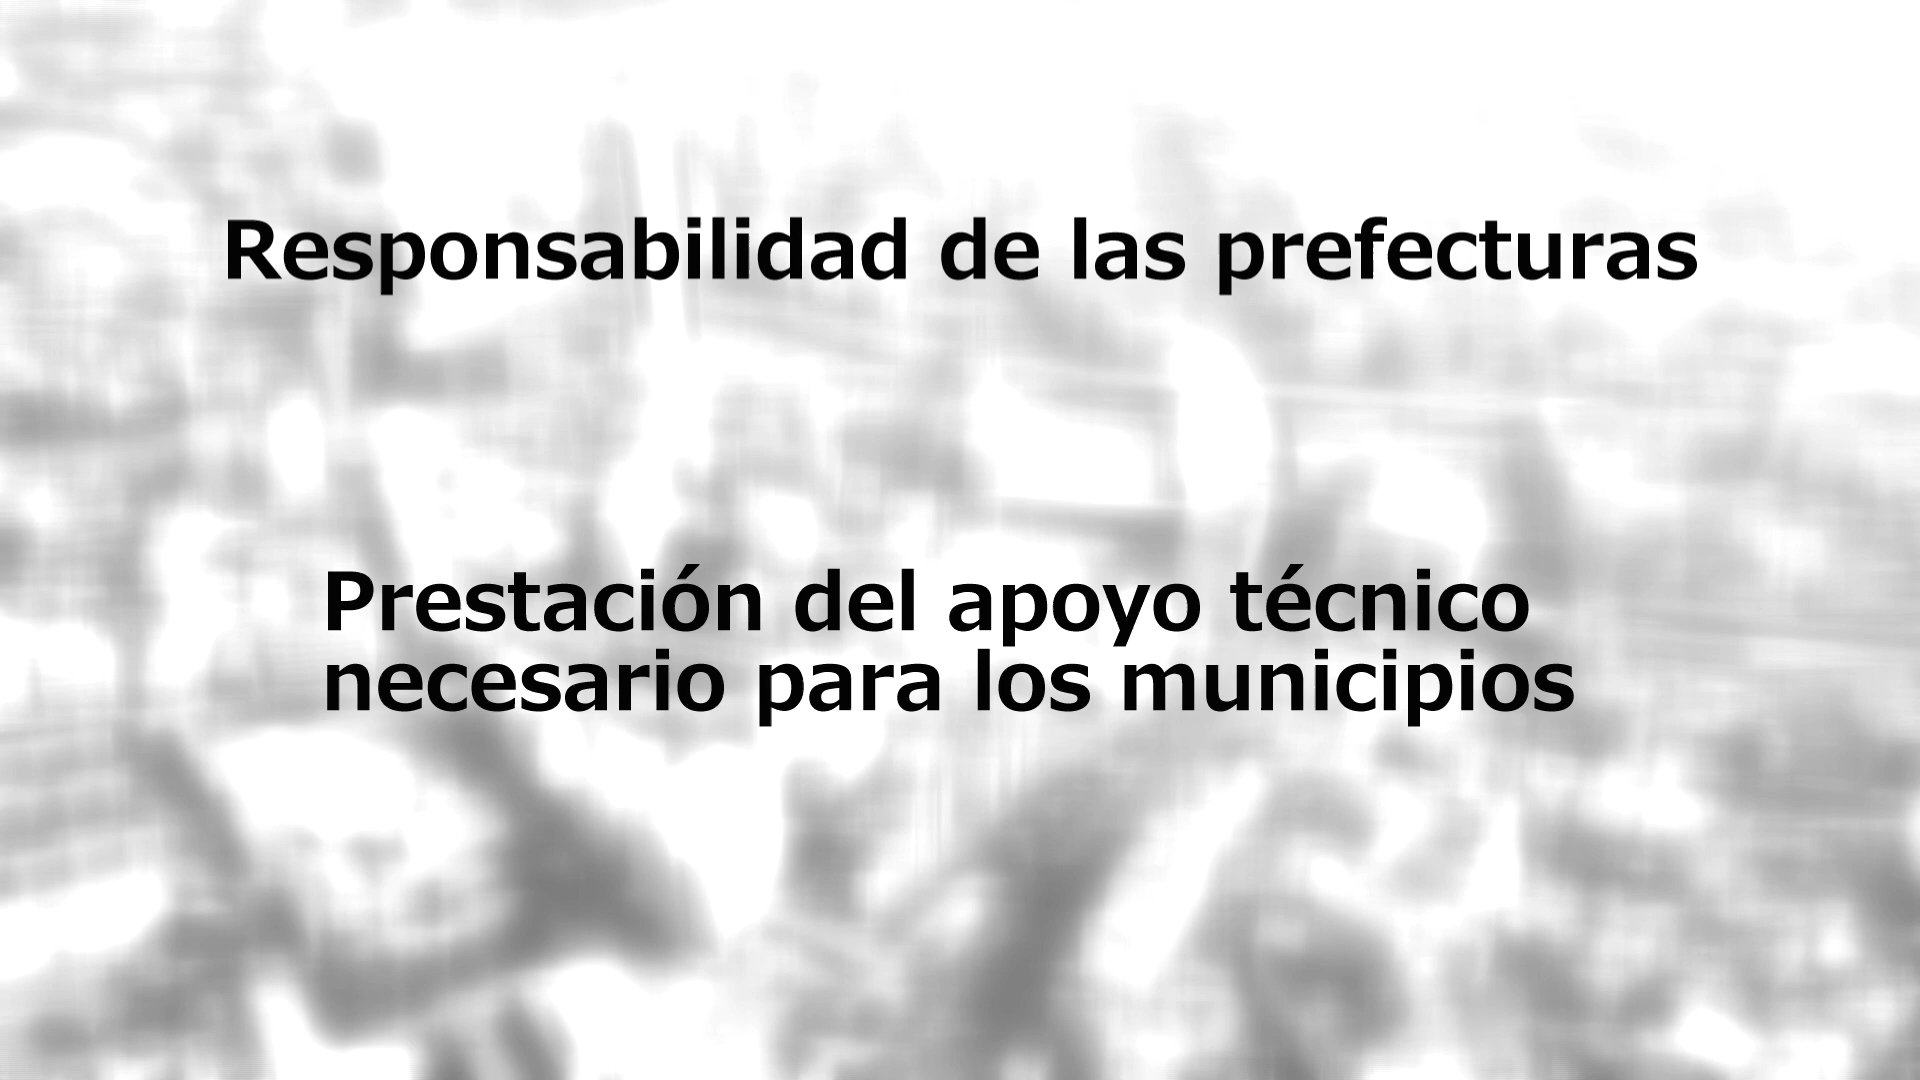 Responsabilidad de las prefecturas
Prestación del apoyo técnico
necesario para los municipios